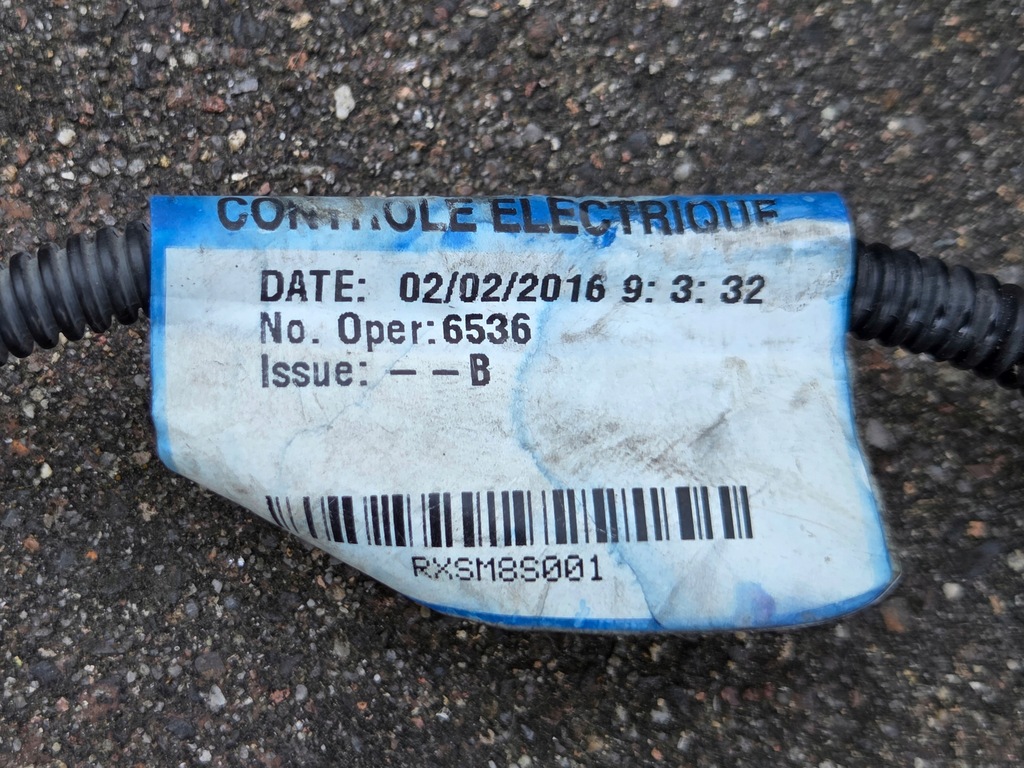 CONTROLE ELECTRIQUE
DATE: 02/02/2016 9: 3: 32
No. Oper: 6536
Issue: – – B
RXSM8S001